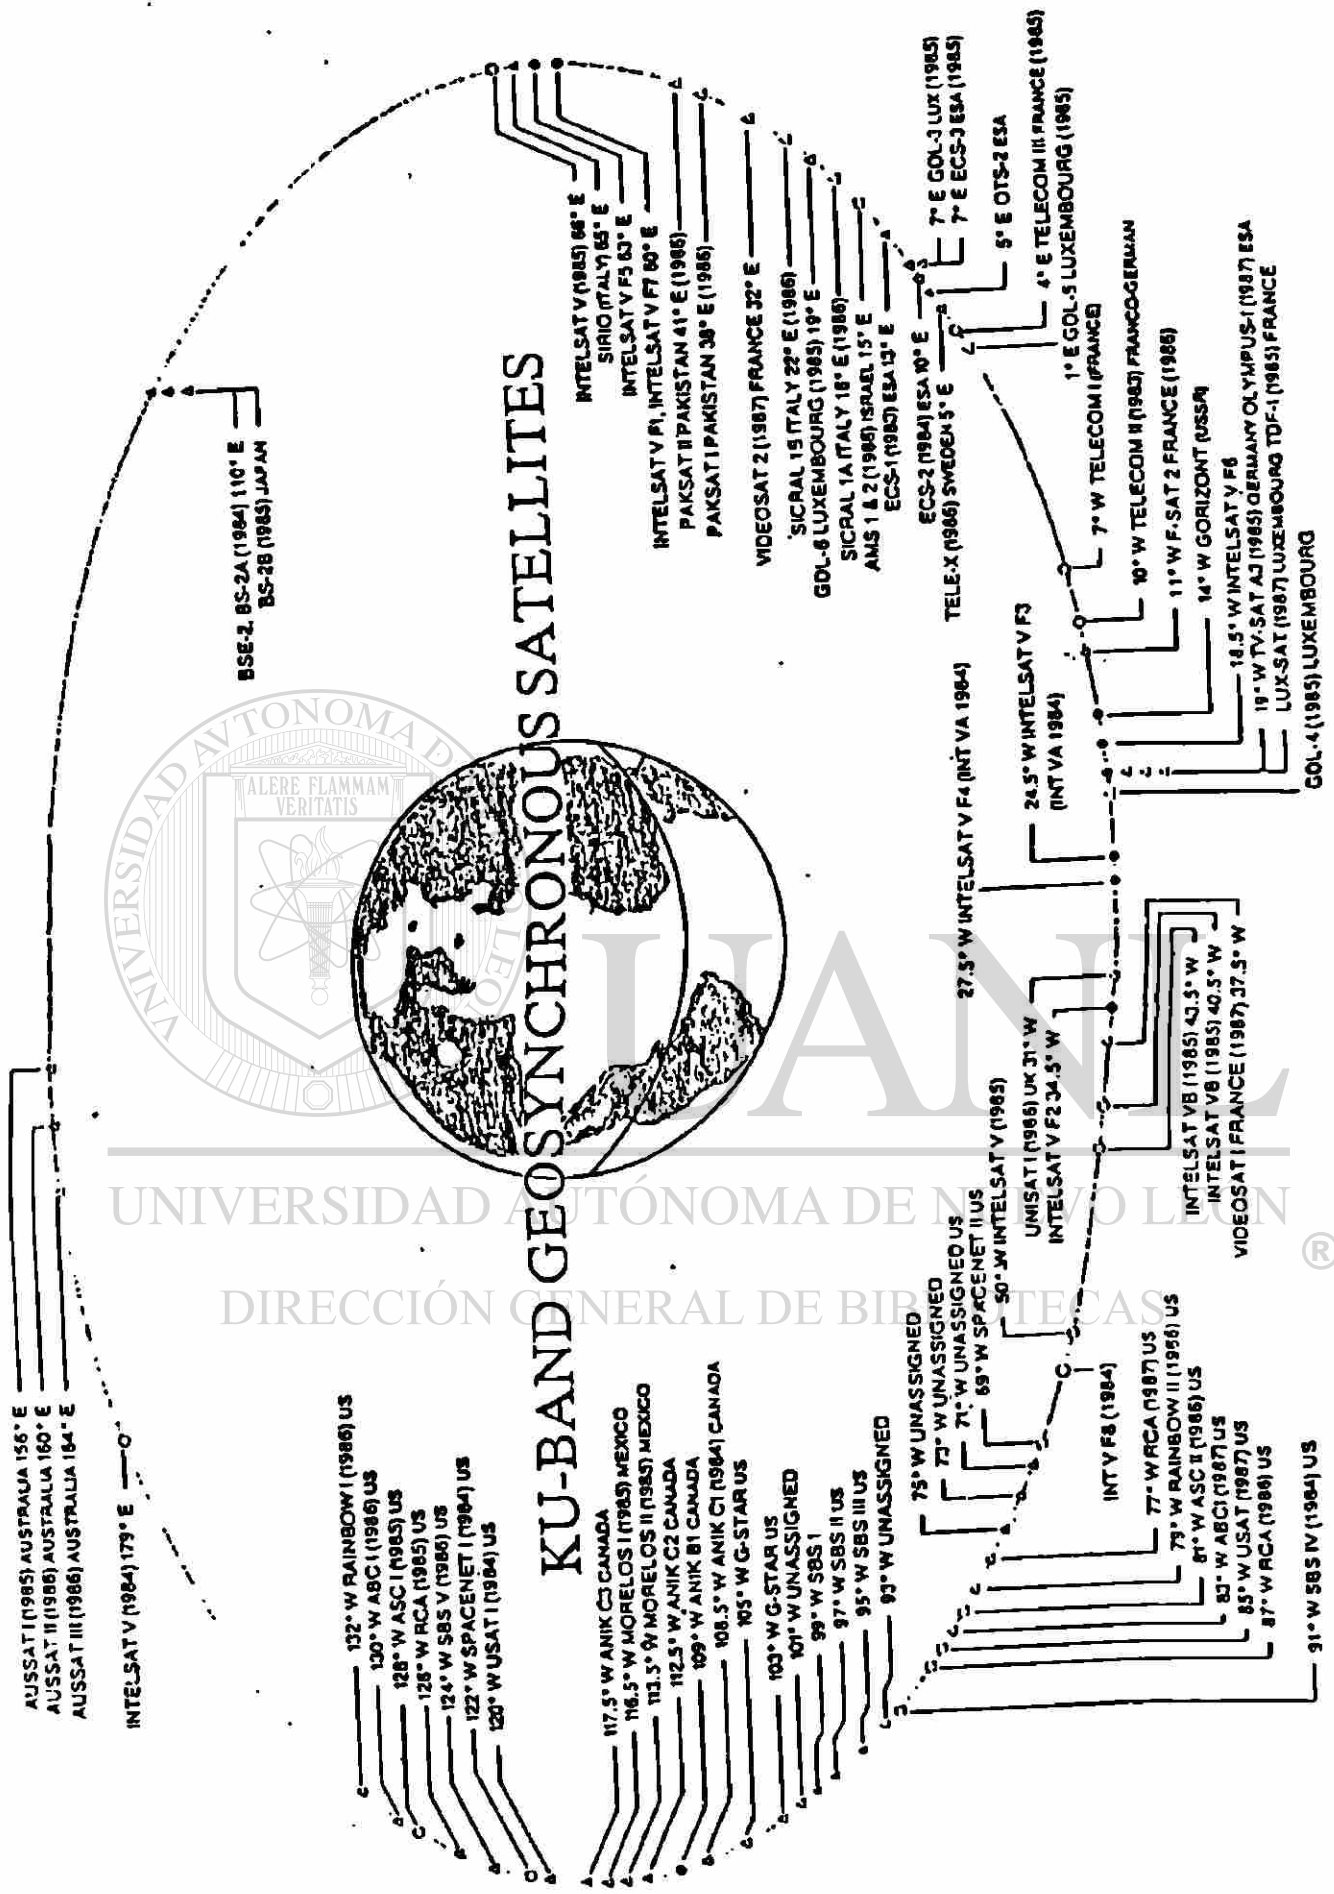 KU-BAND GEOSYNCHRONOUS SATELLITES
AUSSAT I (1985) AUSTRALIA 156° E
AUSSAT II (1986) AUSTRALIA 160° E
AUSSAT III (1986) AUSTRALIA 164° E
INTELSAT V (1984) 179° E
BSE-2, BS-2A (1984) 110° E
BS-2B (1985) JAPAN
INTELSAT V (1985) 66° E
SIRIO (ITALY) 65° E
INTELSAT V F5 63° E
INTELSAT V F1, INTELSAT V F7 60° E
PAKSAT II PAKISTAN 41° E (1986)
PAKSAT I PAKISTAN 38° E (1986)
VIDEOSAT 2 (1987) FRANCE 32° E
SICRAL 1S ITALY 22° E (1986)
GDL-6 LUXEMBOURG (1985) 19° E
SICRAL 1A ITALY 16° E (1986)
AMS 1 & 2 (1986) ISRAEL 15° E
ECS-1 (1983) ESA 13° E
ECS-2 (1984) ESA 10° E
TELE-X (1986) SWEDEN 5° E
7° E GOL-3 LUX (1985)
7° E ECS-3 ESA (1985)
5° E OTS-2 ESA
4° E TELECOM III FRANCE (1985)
1° E GOL-5 LUXEMBOURG (1985)
7° W TELECOM I (FRANCE)
10° W TELECOM II (1983) FRANCO-GERMAN
11° W F-SAT 2 FRANCE (1986)
14° W GORIZONT (USSR)
18.5° W INTELSAT V F6
19° W TV-SAT A3 (1985) GERMANY OLYMPUS-1 (1987) ESA
LUX-SAT (1987) LUXEMBOURG TDF-1 (1985) FRANCE
GOL-4 (1985) LUXEMBOURG
24.5° W INTELSAT V F3
(INT VA 1984)
27.5° W INTELSAT V F4 (INT VA 1984)
UNISAT I (1986) UK 31° W
INTELSAT V F2 34.5° W
INTELSAT VB (1985) 43.5° W
INTELSAT VB (1985) 40.5° W
VIDEOSAT I FRANCE (1987) 37.5° W
50° W INTELSAT V (1985)
INT V F8 (1984)
69° W SPACENET II US
71° W UNASSIGNED US
73° W UNASSIGNED
75° W UNASSIGNED
77° W RCA (1987) US
79° W RAINBOW II (1986) US
81° W ASC II (1986) US
83° W ABCI (1987) US
85° W USAT (1987) US
87° W RCA (1986) US
91° W SBS IV (1984) US
93° W UNASSIGNED
95° W SBS III US
97° W SBS II US
99° W SBS I
101° W UNASSIGNED
103° W G-STAR US
105° W G-STAR US
108.5° W ANIK C1 (1984) CANADA
109° W ANIK B1 CANADA
112.5° W ANIK C2 CANADA
113.5° W MORELOS II (1985) MEXICO
116.5° W MORELOS I (1985) MEXICO
117.5° W ANIK C3 CANADA
120° W USAT I (1984) US
122° W SPACENET I (1984) US
124° W SBS V (1986) US
126° W RCA (1985) US
128° W ASC I (1985) US
130° W ABC I (1986) US
132° W RAINBOW I (1986) US
UNIVERSIDAD AUTONOMA DE NUEVO LEON
ALERE FLAMMAM
VERITATIS
UANL
UNIVERSIDAD AUTÓNOMA DE NUEVO LEÓN
®
DIRECCIÓN GENERAL DE BIBLIOTECAS